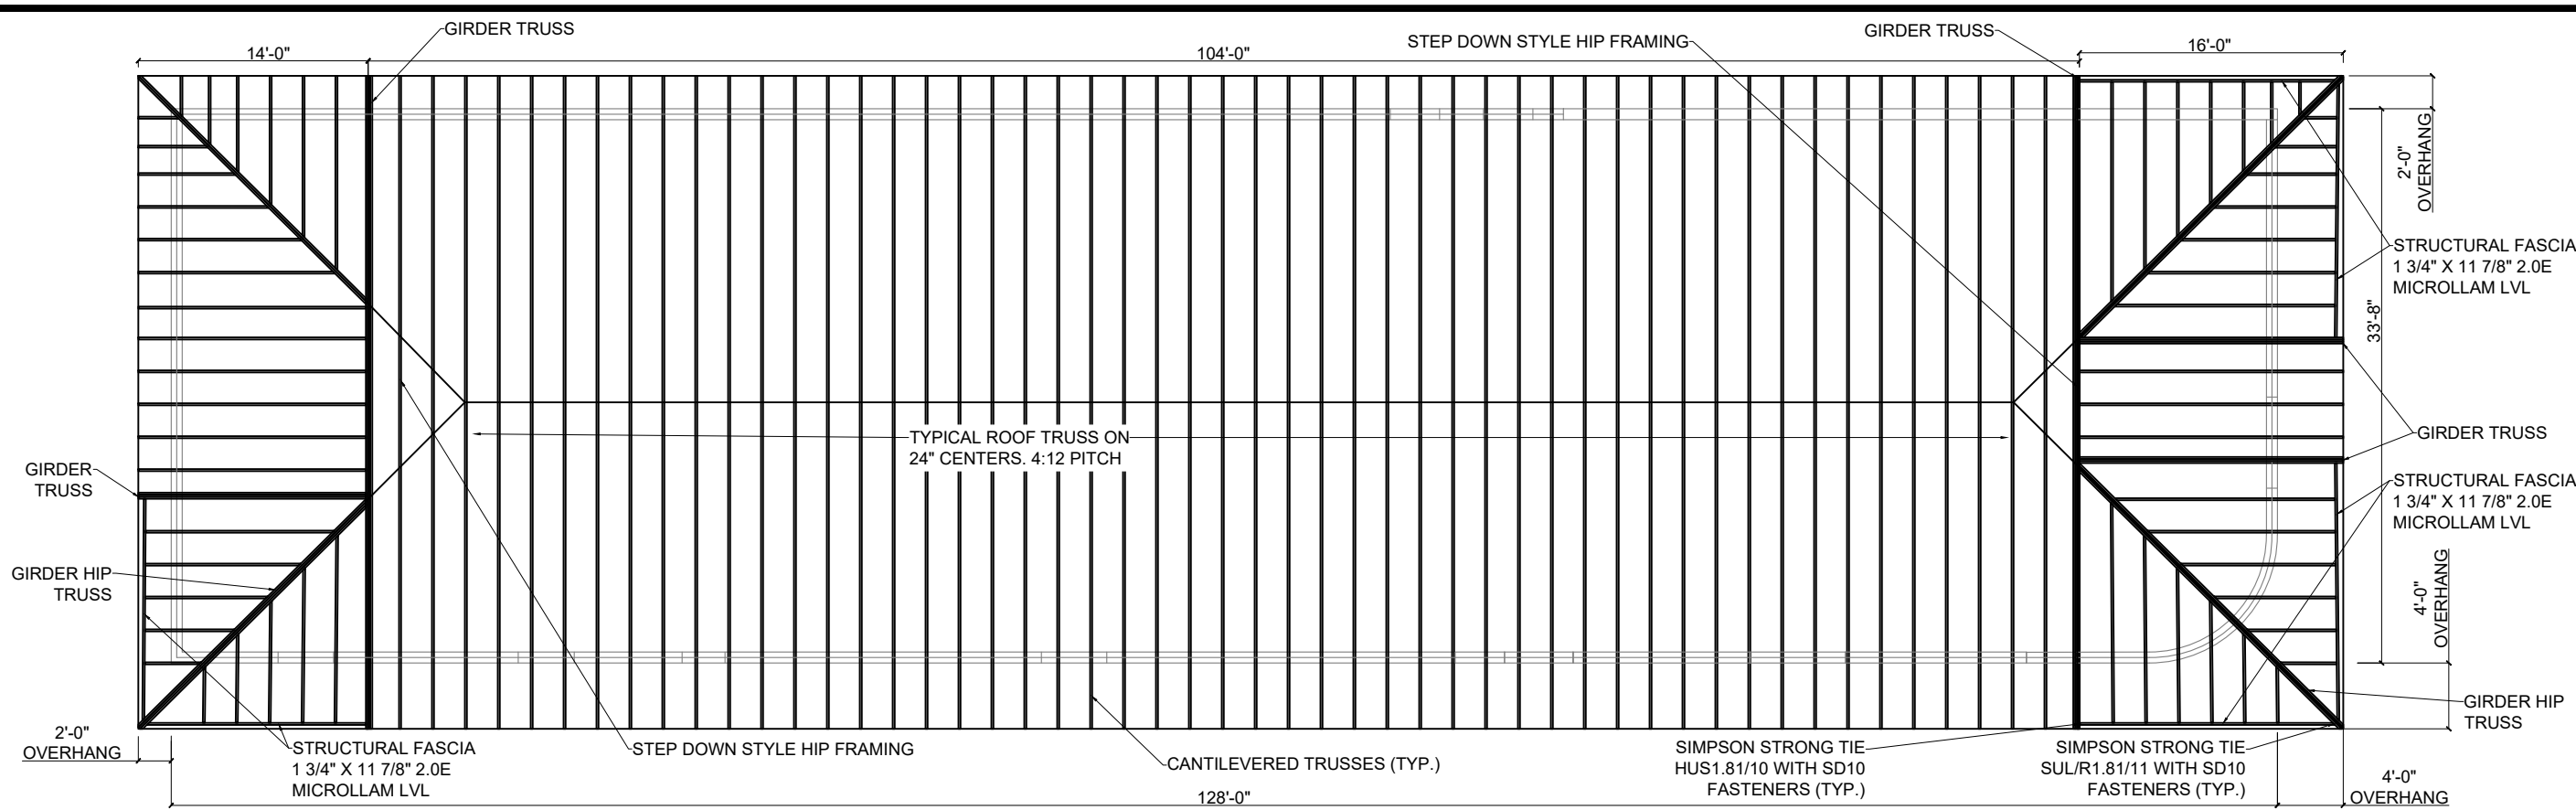 GIRDER TRUSS
STEP DOWN STYLE HIP FRAMING
GIRDER TRUSS
14'-0"
104'-0"
16'-0"
2'-0"
OVERHANG
STRUCTURAL FASCIA
1 3/4" X 11 7/8" 2.0E
MICROLLAM LVL
33'-8"
TYPICAL ROOF TRUSS ON
24" CENTERS. 4:12 PITCH
GIRDER TRUSS
GIRDER
TRUSS
STRUCTURAL FASCIA
1 3/4" X 11 7/8" 2.0E
MICROLLAM LVL
GIRDER HIP
TRUSS
4'-0"
OVERHANG
GIRDER HIP
TRUSS
2'-0"
OVERHANG
STRUCTURAL FASCIA
1 3/4" X 11 7/8" 2.0E
MICROLLAM LVL
STEP DOWN STYLE HIP FRAMING
CANTILEVERED TRUSSES (TYP.)
SIMPSON STRONG TIE
HUS1.81/10 WITH SD10
FASTENERS (TYP.)
SIMPSON STRONG TIE
SUL/R1.81/11 WITH SD10
FASTENERS (TYP.)
4'-0"
OVERHANG
128'-0"